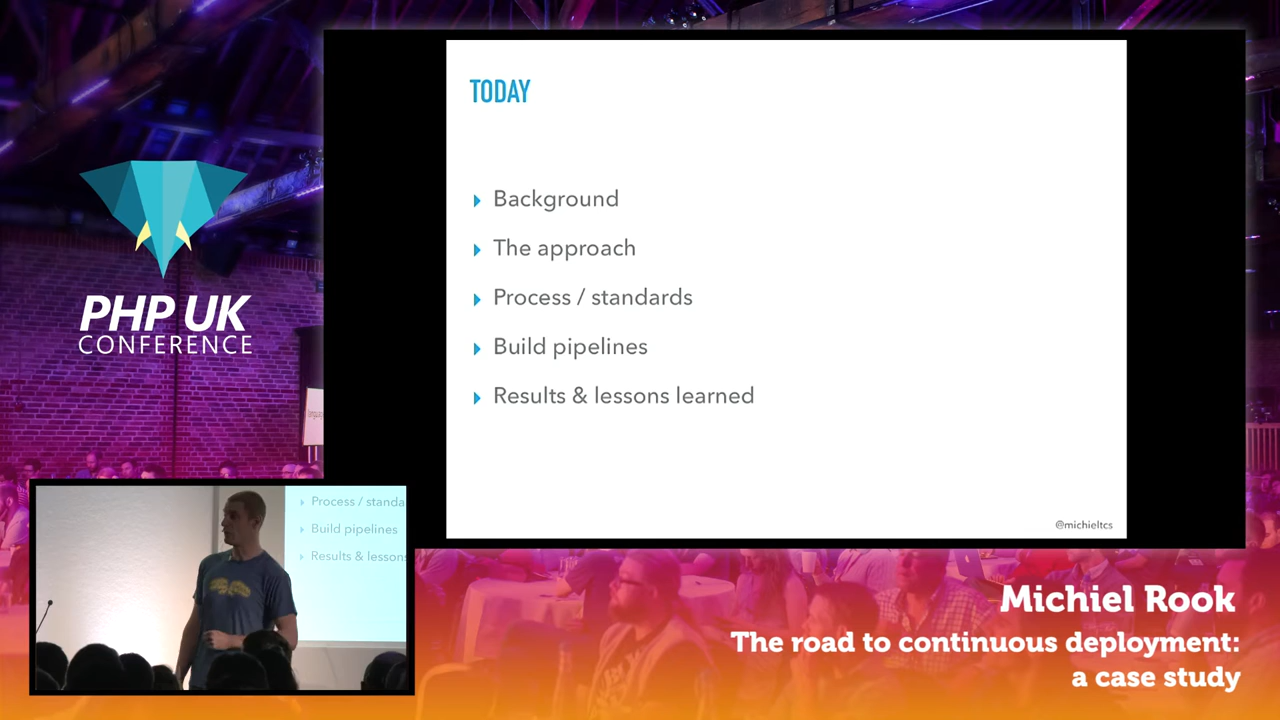 TODAY
Background
The approach
Process / standards
Build pipelines
Results & lessons learned
@michieltcs
PHP UK
CONFERENCE
Process / standa
Build pipelines
Results & lessons
Michiel Rook
The road to continuous deployment:
a case study